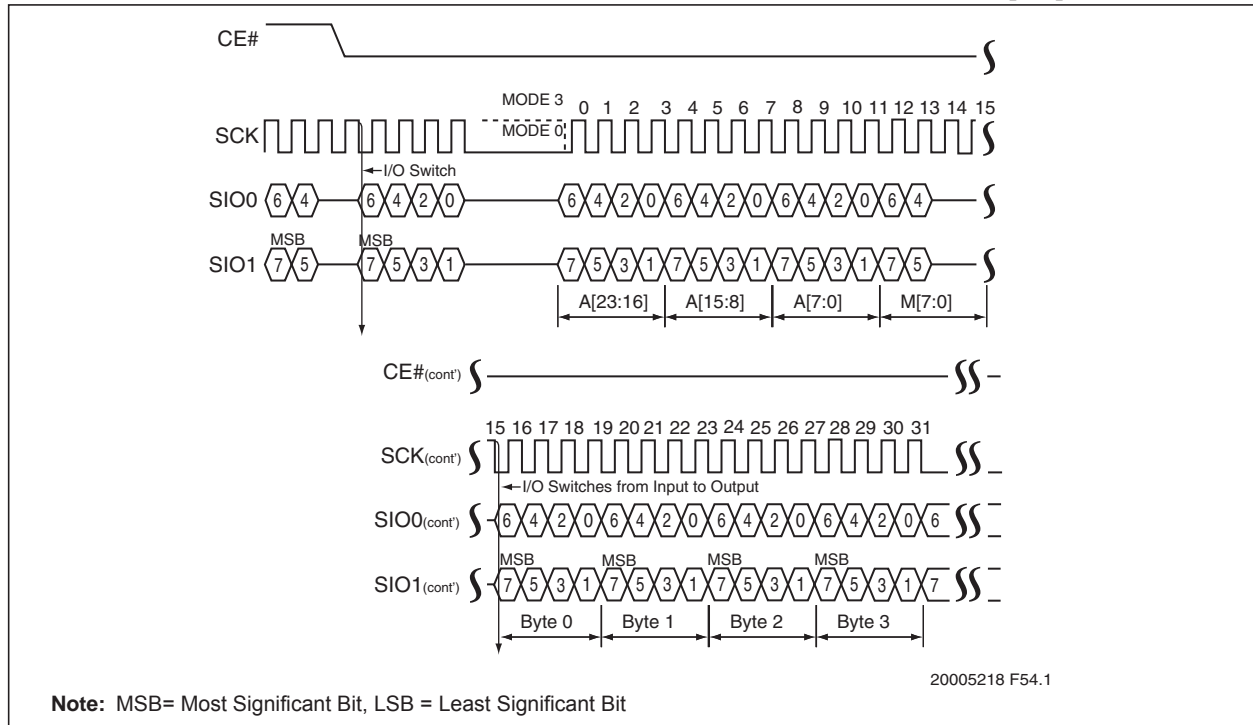 CE#
MODE 3
0 1 2 3 4 5 6 7 8 9 10 11 12 13 14 15
SCK
MODE 0
I/O Switch
SIO0 6 4 6 4 2 0 6 4 2 0 6 4 2 0 6 4 2 0 6 4
MSB MSB
SIO1 7 5 7 5 3 1 7 5 3 1 7 5 3 1 7 5 3 1 7 5
A[23:16] A[15:8] A[7:0] M[7:0]
CE#(cont')
15 16 17 18 19 20 21 22 23 24 25 26 27 28 29 30 31
SCK(cont')
I/O Switches from Input to Output
SIO0(cont') 6 4 2 0 6 4 2 0 6 4 2 0 6 4 2 0 6
MSB MSB MSB MSB
SIO1(cont') 7 5 3 1 7 5 3 1 7 5 3 1 7 5 3 1 7
Byte 0 Byte 1 Byte 2 Byte 3
20005218 F54.1
Note: MSB= Most Significant Bit, LSB = Least Significant Bit